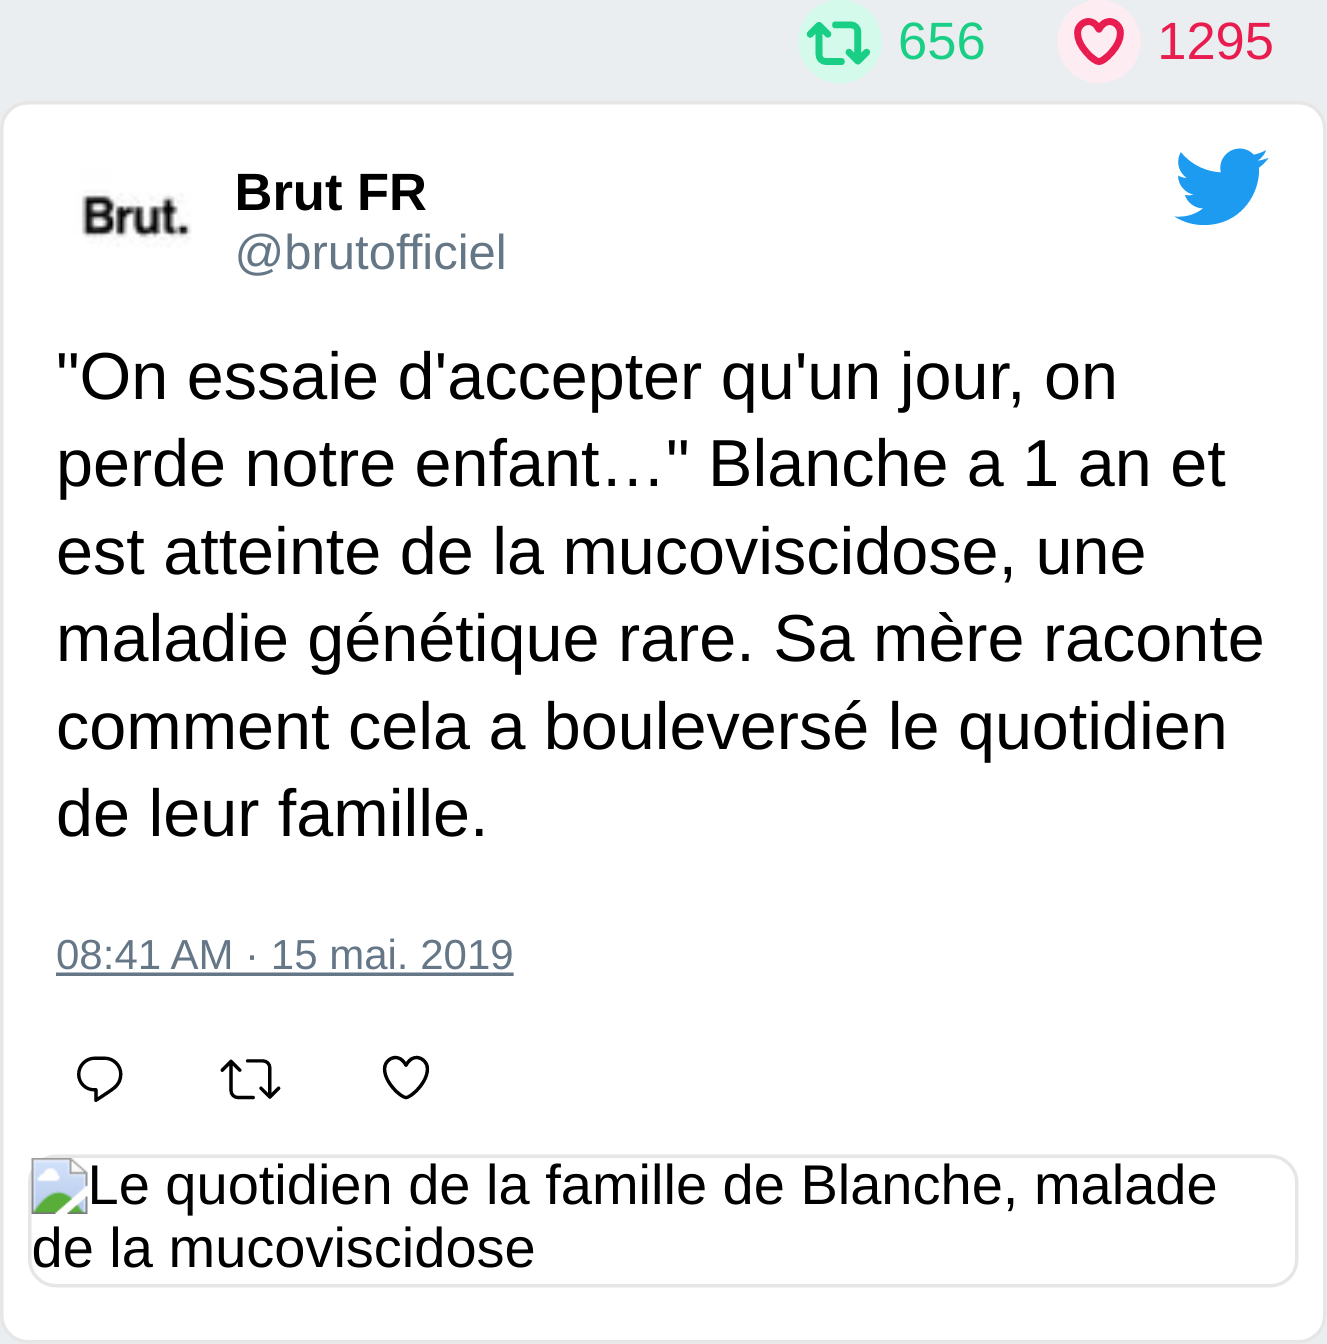 656 1295
Brut.
Brut FR
@brutofficiel
"On essaie d'accepter qu'un jour, on
perde notre enfant…" Blanche a 1 an et
est atteinte de la mucoviscidose, une
maladie génétique rare. Sa mère raconte
comment cela a bouleversé le quotidien
de leur famille.
08:41 AM · 15 mai. 2019
Le quotidien de la famille de Blanche, malade
de la mucoviscidose